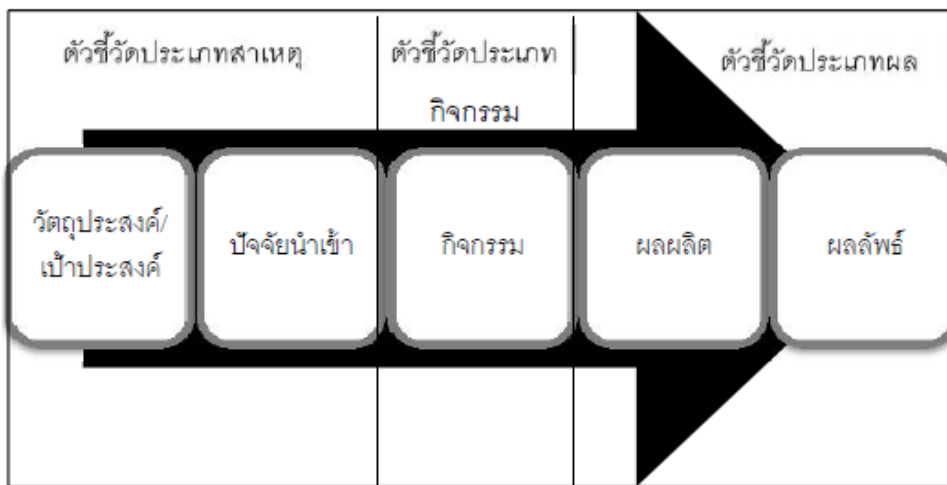 ตัวชี้วัดประเภทสาเหตุ
ตัวชี้วัดประเภท
กิจกรรม
ตัวชี้วัดประเภทผล
วัตถุประสงค์/
เป้าประสงค์
ปัจจัยนำเข้า
กิจกรรม
ผลผลิต
ผลลัพธ์